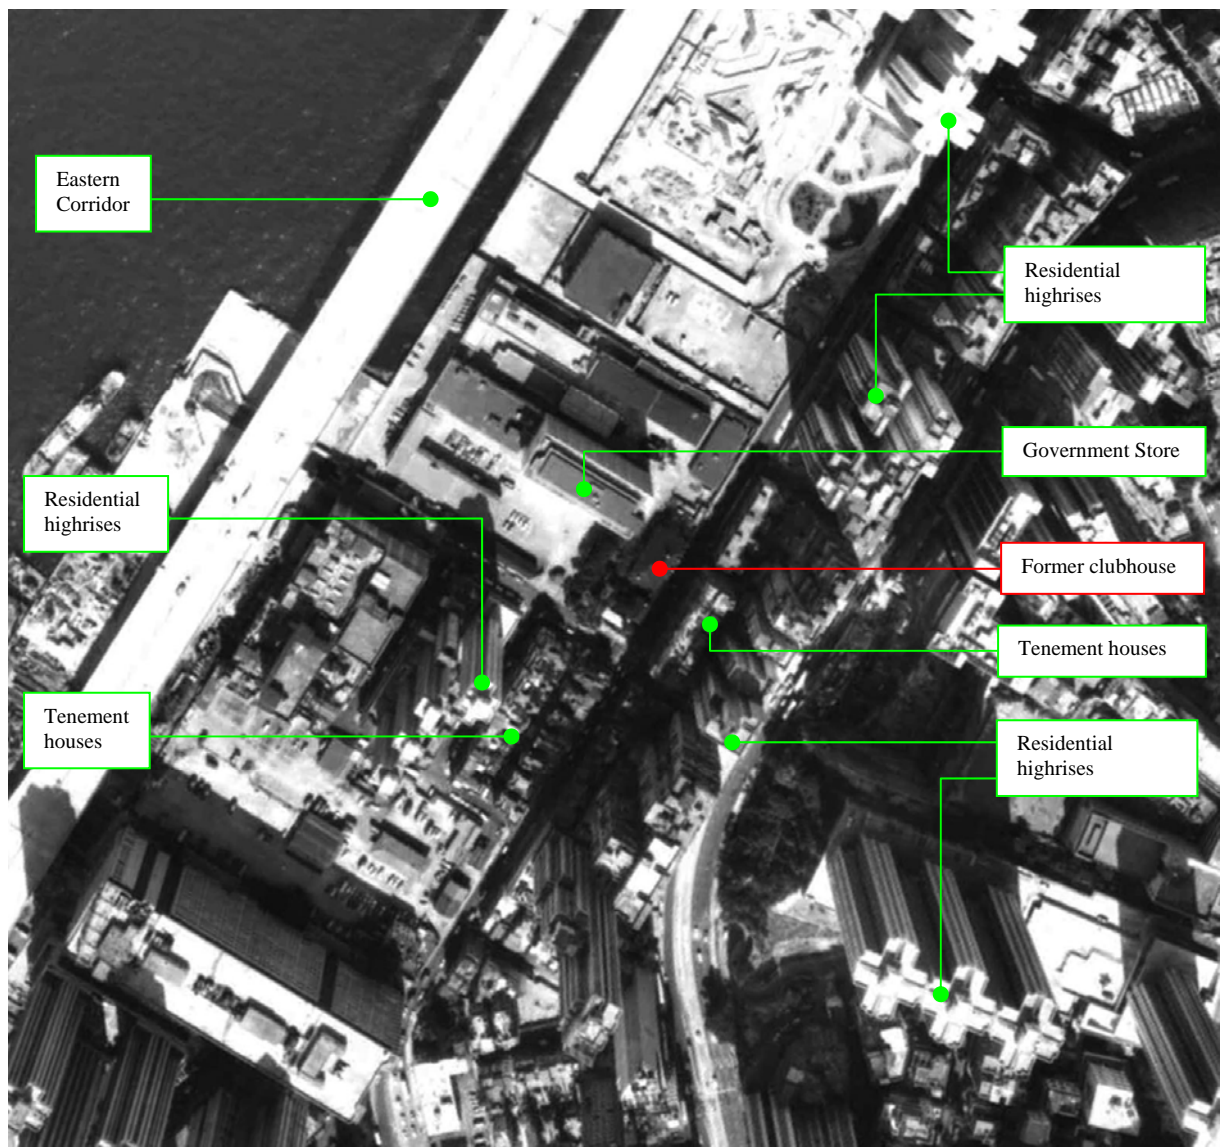 Eastern
Corridor
Residential
highrises
Government Store
Residential
highrises
Former clubhouse
Tenement houses
Tenement
houses
Residential
highrises